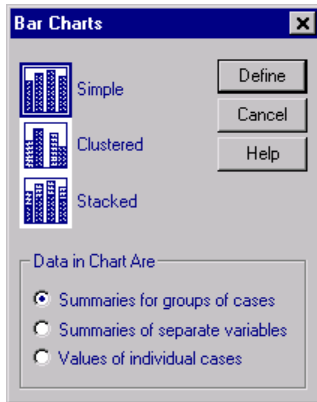 Bar Charts
Simple
Define
Cancel
Clustered
Help
Stacked
Data in Chart Are
Summaries for groups of cases
Summaries of separate variables
Values of individual cases